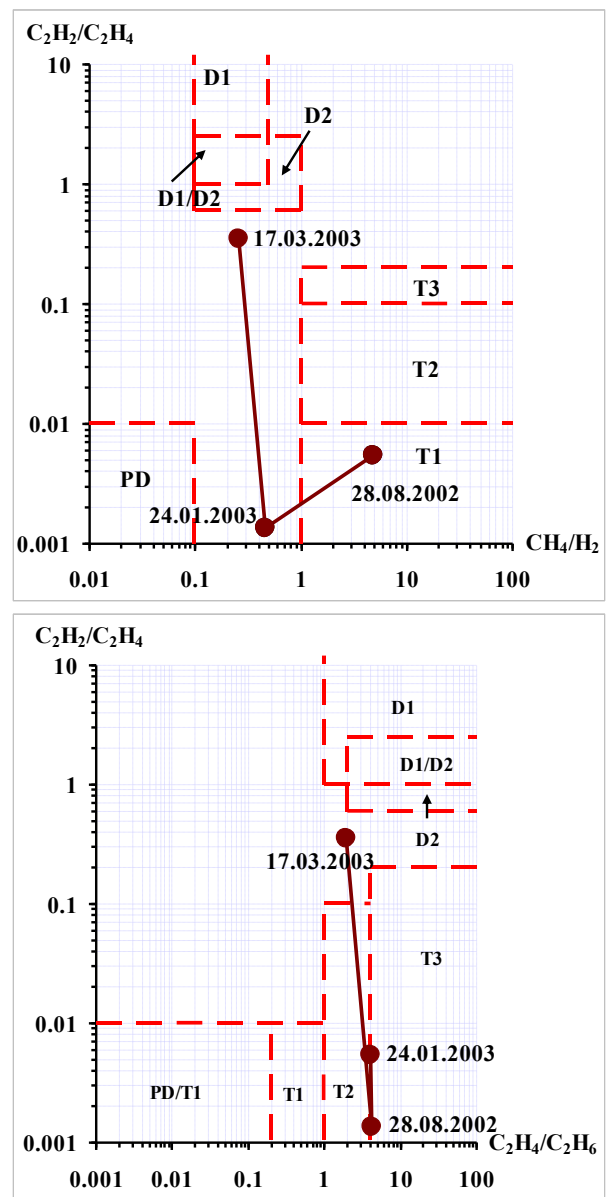 C₂H₂/C₂H₄
10
D1
D2
1
D1/D2
17.03.2003
T3
0.1
T2
0.01
T1
PD
28.08.2002
24.01.2003
0.001
CH₄/H₂
0.01 0.1 1 10 100
C₂H₂/C₂H₄
10
D1
D1/D2
1
D2
17.03.2003
0.1
T3
0.01
24.01.2003
PD/T1 T1 T2
28.08.2002
0.001
C₂H₄/C₂H₆
0.001 0.01 0.1 1 10 100